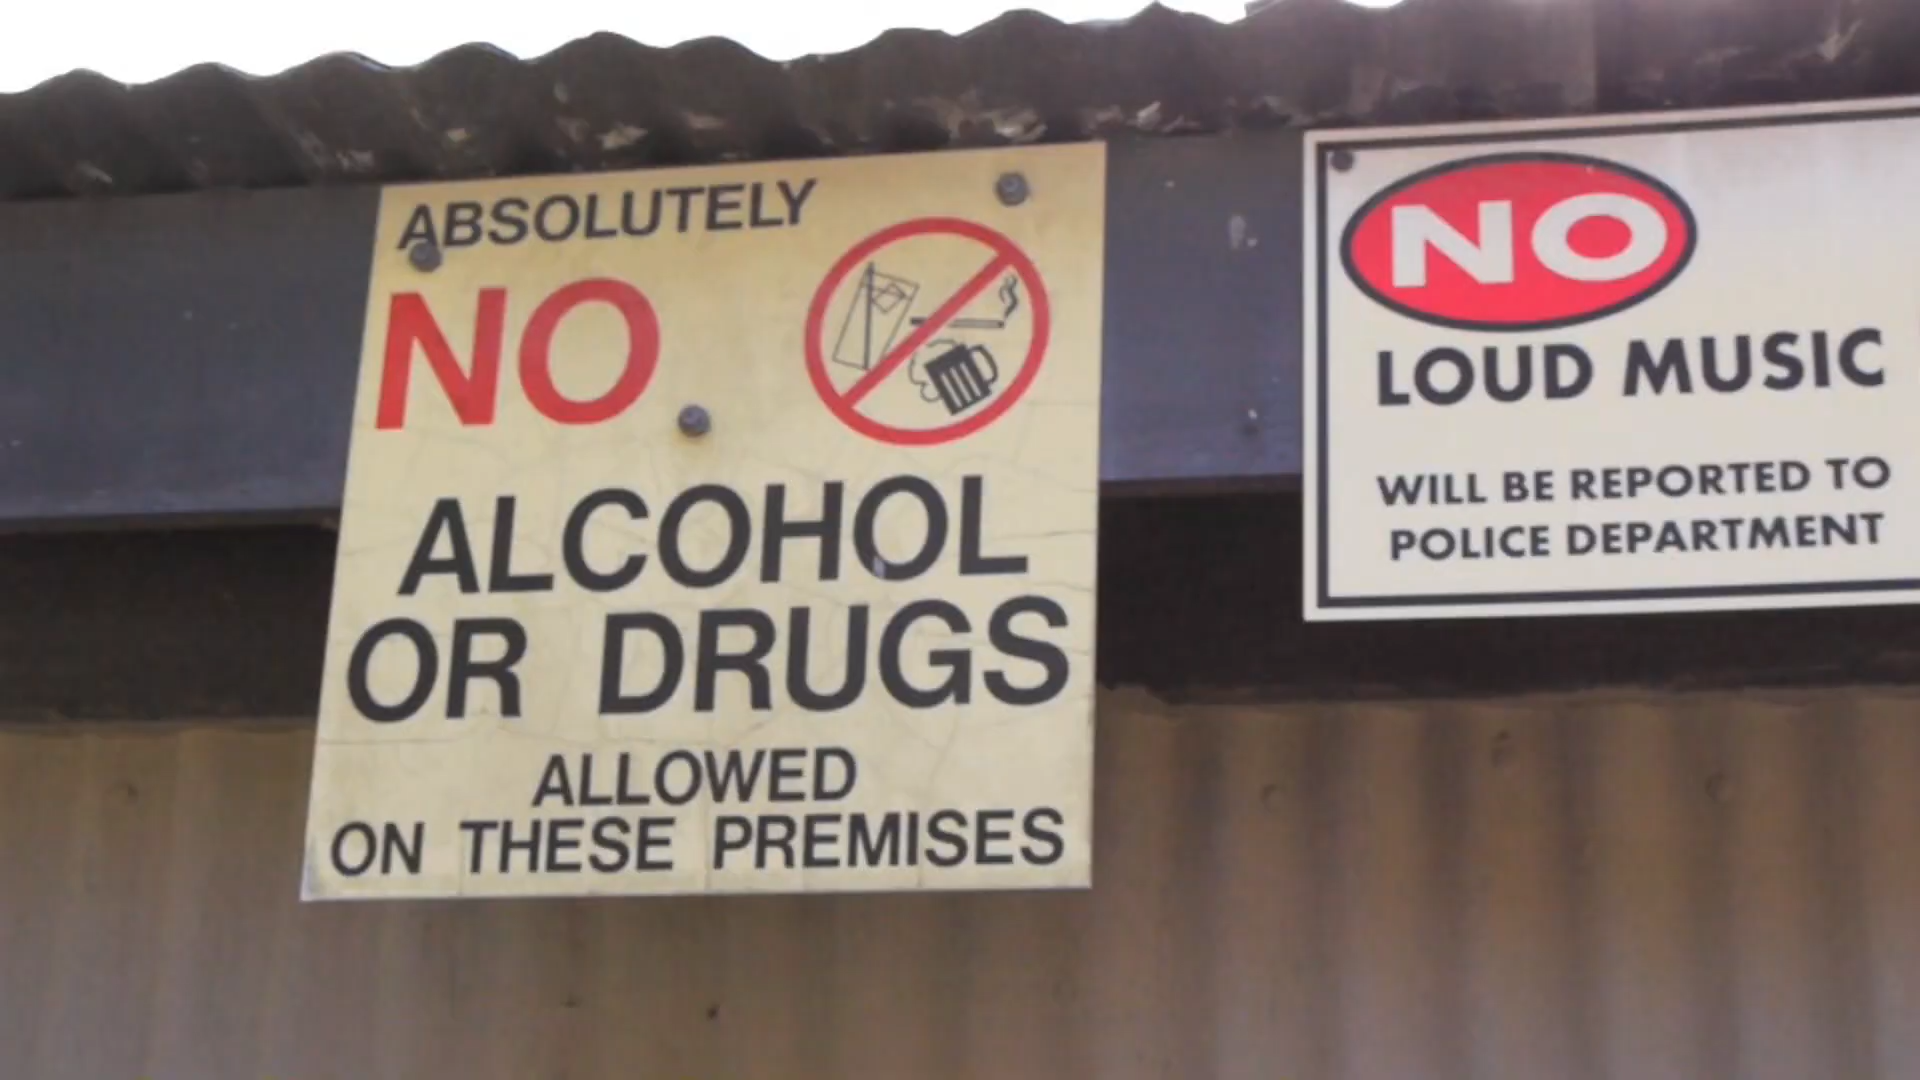 ABSOLUTELY
NO
ALCOHOL
OR DRUGS
ALLOWED
ON THESE PREMISES
NO
LOUD MUSIC
WILL BE REPORTED TO
POLICE DEPARTMENT